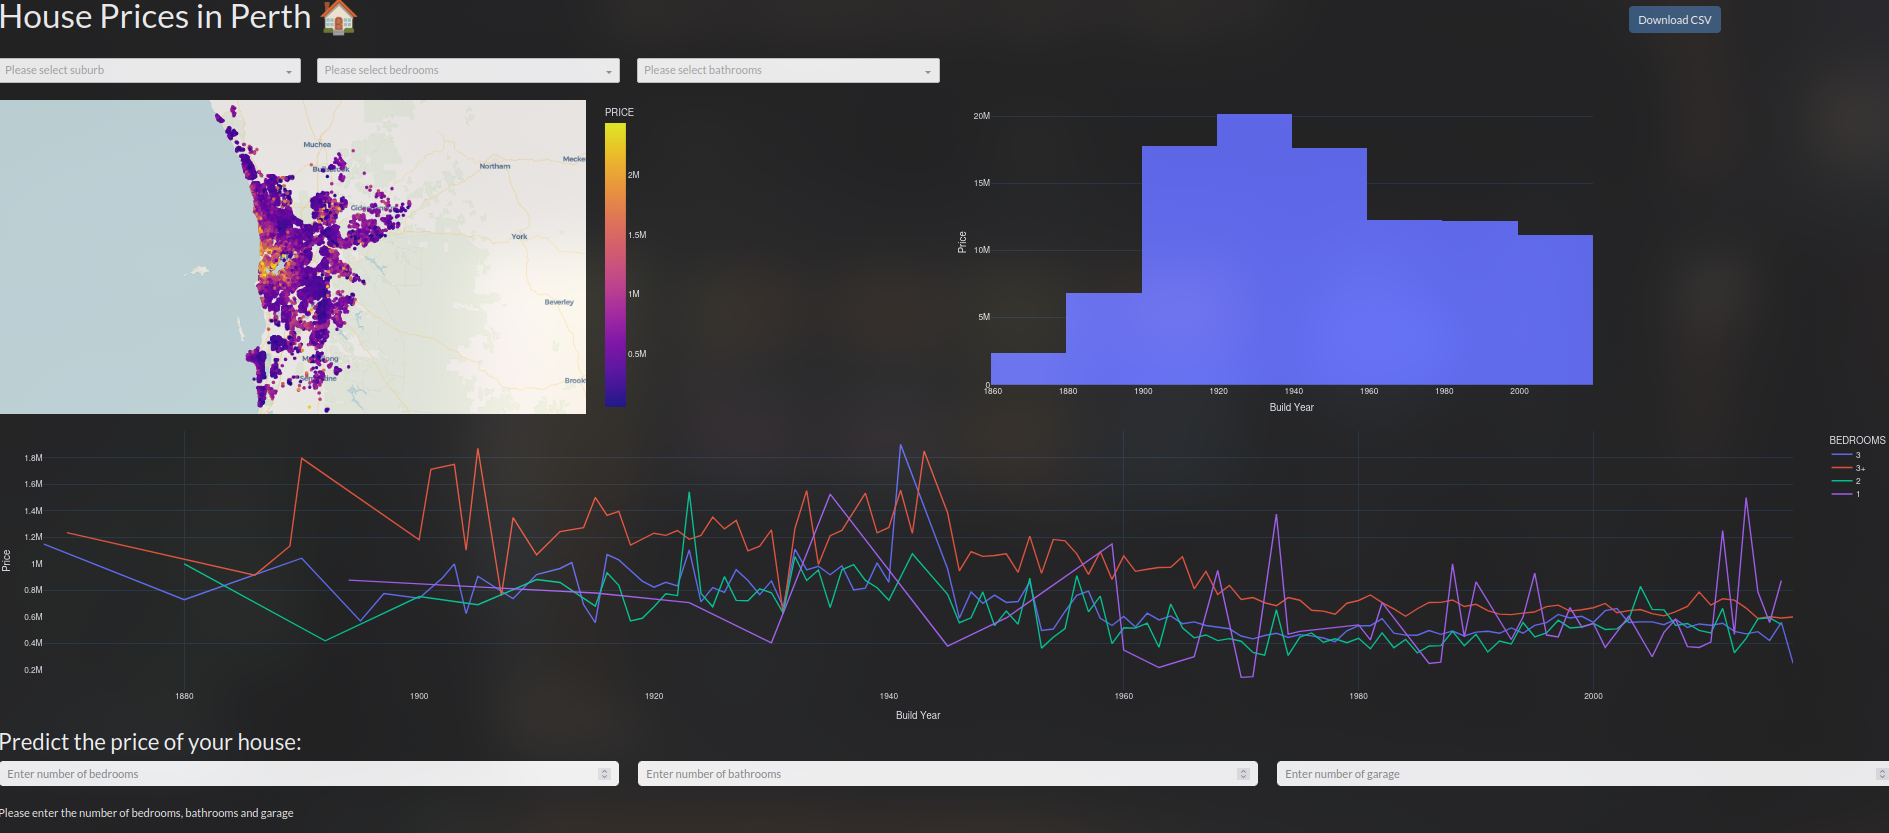 House Prices in Perth 🏠
Download CSV
Please select suburb
Please select bedrooms
Please select bathrooms
Muchea
Northam
Mecke
York
Beverley
Brook
PRICE
2M
1.5M
1M
0.5M
Price
20M
15M
10M
5M
0
1860 1880 1900 1920 1940 1960 1980 2000
Build Year
Price
1.8M
1.6M
1.4M
1.2M
1M
0.8M
0.6M
0.4M
0.2M
1880 1900 1920 1940 1960 1980 2000
Build Year
BEDROOMS
3
3+
2
1
Predict the price of your house:
Enter number of bedrooms
Enter number of bathrooms
Enter number of garage
Please enter the number of bedrooms, bathrooms and garage